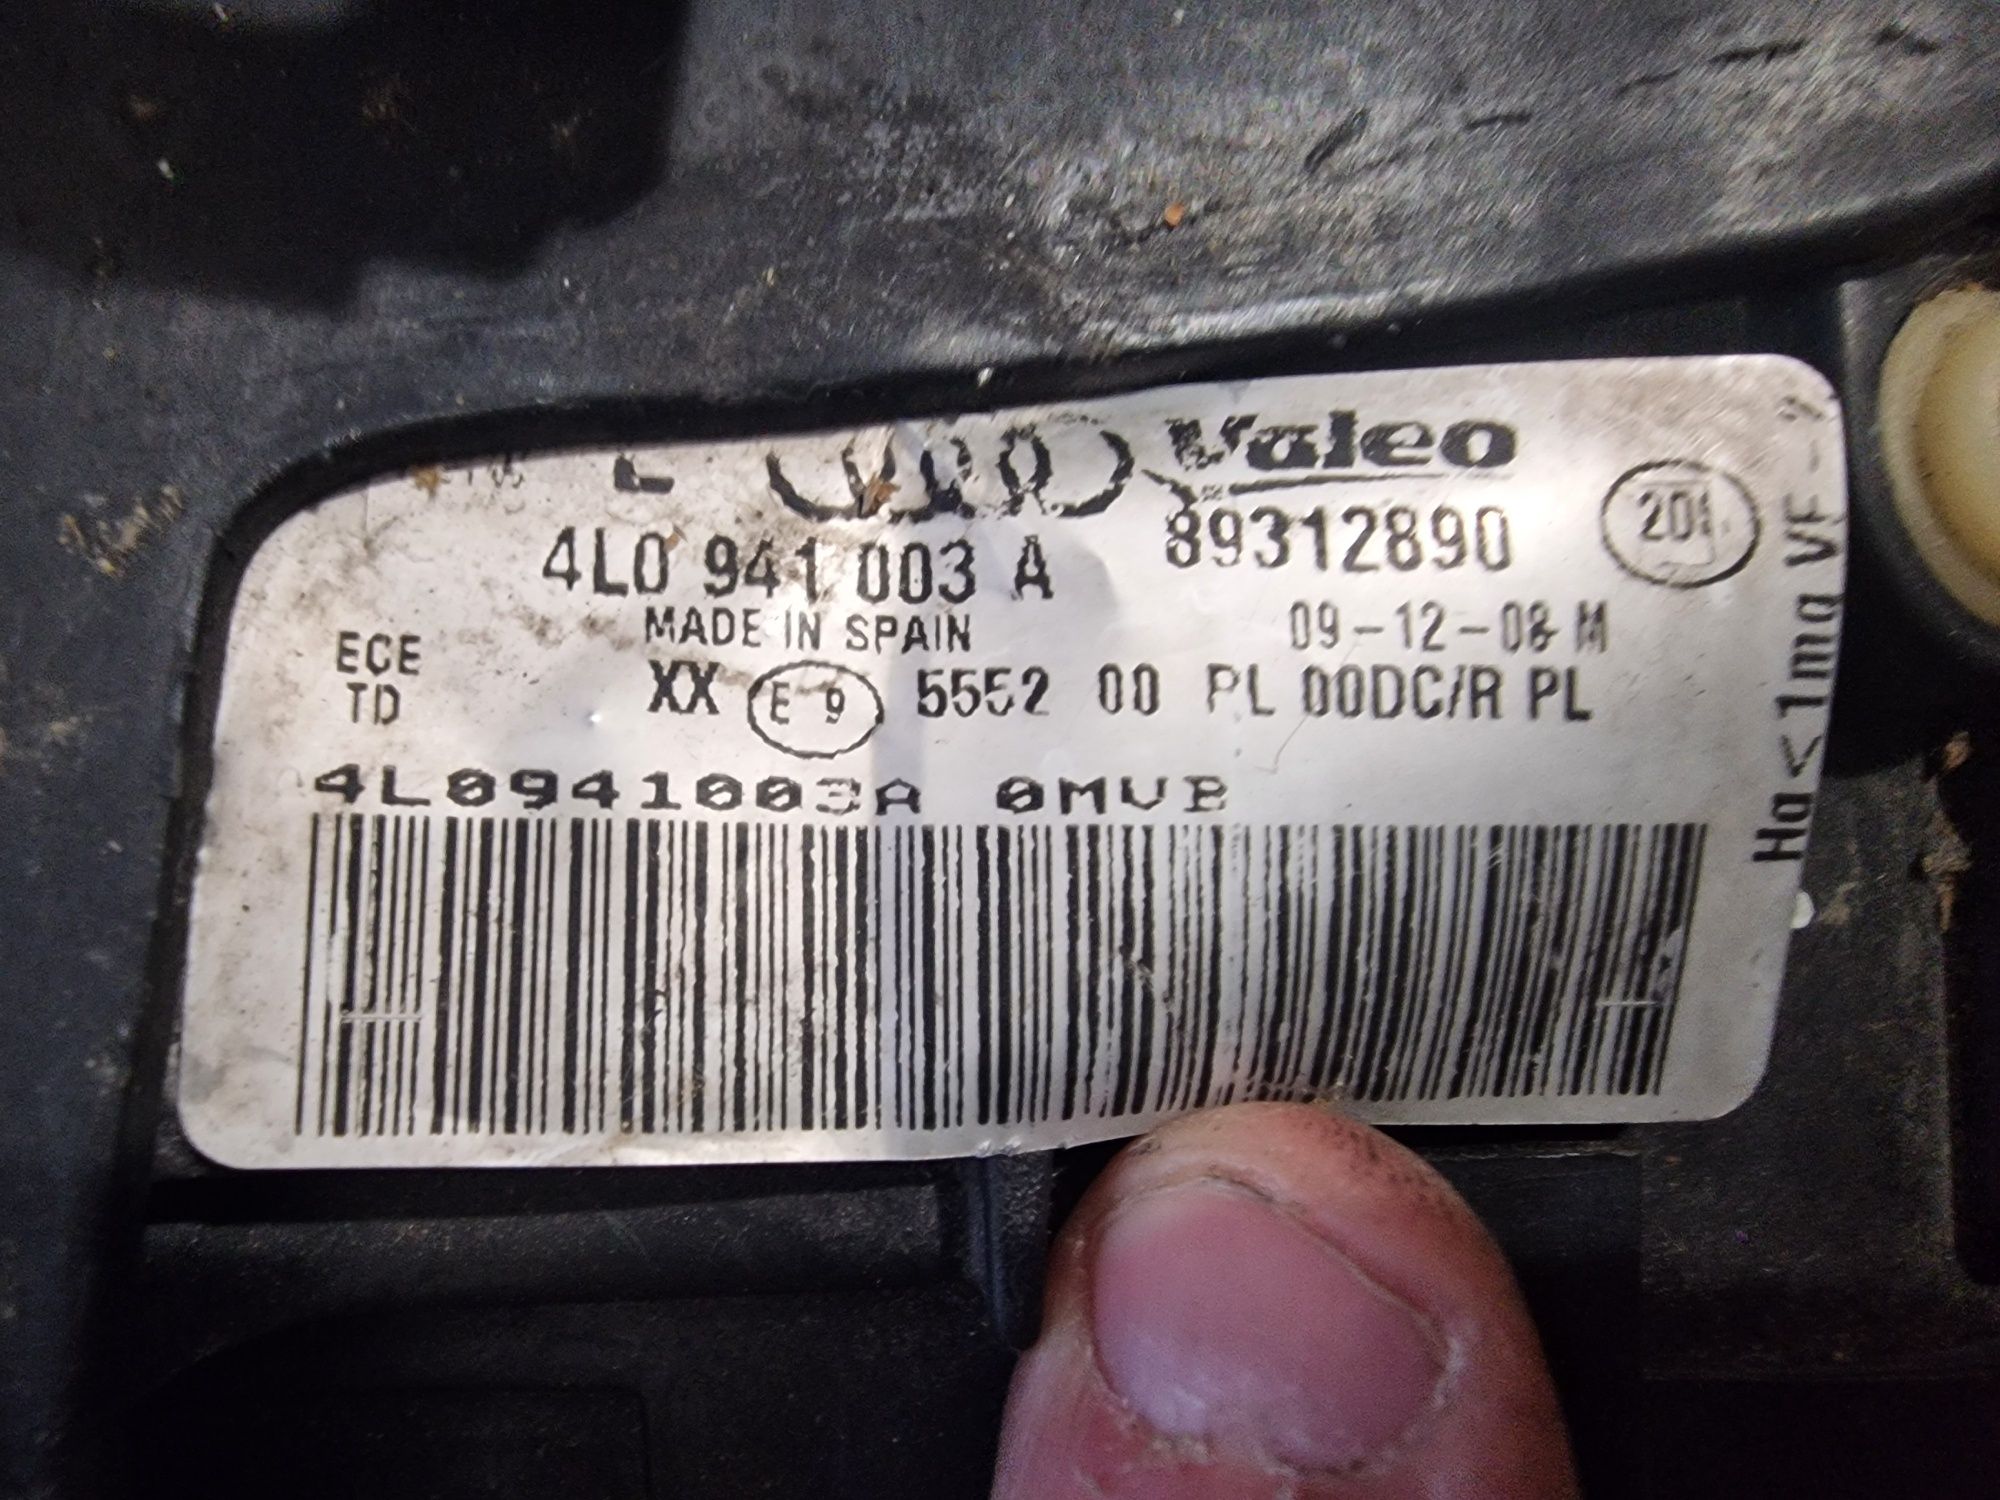 L
Valeo
4L0 941 003 A
89312890
MADE IN SPAIN
09-12-08 M
ECE
TD
XX E 9 5552 00 PL 00DC/R PL
4L0941003A 0MVB